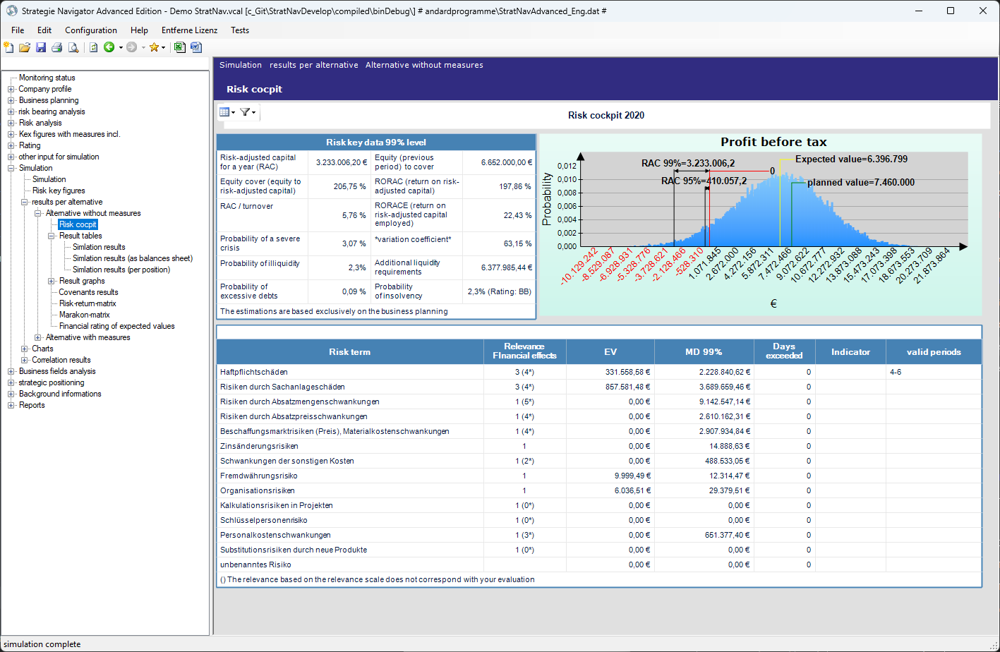 Strategie Navigator Advanced Edition - Demo StratNav.vcal [c_Git\StratNavDevelop\compiled\binDebug\] # andardprogramme\StratNavAdvanced_Eng.dat #
File Edit Configuration Help Entferne Lizenz Tests
Monitoring status
Company profile
Business planning
risk bearing analysis
Risk analysis
Kex figures with measures incl.
Rating
other input for simulation
Simulation
Simulation
Risk key figures
results per alternative
Alternative without measures
Risk cocpit
Result tables
Simlation results
Simlation results (as balances sheet)
Simlation results (per position)
Result graphs
Covenants results
Risk-return-matrix
Marakon-matrix
Financial rating of expected values
Alternative with measures
Charts
Correlation results
Business fields analysis
strategic positioning
Background informations
Reports
Simulation results per alternative Alternative without measures
Risk cocpit
Risk cockpit 2020
Risk key data 99% level
Risk-adjusted capital for a year (RAC) 3.233.006,20 € Equity (previous period) to cover 6.652.000,00 €
Equity cover (equity to risk-adjusted capital) 205,75 % RORAC (return on risk-adjusted capital) 197,86 %
RAC / turnover 5,76 % RORACE (return on risk-adjusted capital employed) 22,43 %
Probability of a severe crisis 3,07 % *variation coefficient* 63,15 %
Probability of illiquidity 2,3% Additional liquidity requirements 6.377.985,44 €
Probability of excessive debts 0,09 % Probability of insolvency 2,3% (Rating: BB)
The estimations are based exclusively on the business planning
Profit before tax
Probability
0,012
0,010
0,008
0,006
0,004
0,002
0,000
RAC 99%=3.233.006,2
0
RAC 95%=410.057,2
Expected value=6.396.799
planned value=7.460.000
-10.129.242 -8.529.087 -6.928.931 -5.328.776 -3.728.621 -2.128.466 -528.310 1.071.845 2.672.000 4.272.156 5.872.311 7.472.466 9.072.622 10.672.777 12.272.932 13.873.088 15.473.243 17.073.398 18.673.553 20.273.709 21.873.864
€
Risk term Relevance FInancial effects EV MD 99% Days exceeded Indicator valid periods
Haftpflichtschäden 3 (4*) 331.558,58 € 2.228.840,62 € 0 4-6
Risiken durch Sachanlageschäden 3 (4*) 857.581,48 € 3.689.659,46 € 0
Risiken durch Absatzmengenschwankungen 1 (5*) 0,00 € 9.142.547,14 € 0
Risiken durch Absatzpreisschwankungen 1 (4*) 0,00 € 2.610.162,31 € 0
Beschaffungsmarktrisiken (Preis), Materialkostenschwankungen 1 (4*) 0,00 € 2.907.934,84 € 0
Zinsänderungsrisiken 1 0,00 € 14.888,63 € 0
Schwankungen der sonstigen Kosten 1 (2*) 0,00 € 488.533,05 € 0
Fremdwährungsrisiko 1 9.999,49 € 12.314,47 € 0
Organisationsrisiken 1 6.036,51 € 29.379,51 € 0
Kalkulationsrisiken in Projekten 1 (0*) 0,00 € 0,00 € 0
Schlüsselpersonenrisiko 1 (0*) 0,00 € 0,00 € 0
Personalkostenschwankungen 1 (3*) 0,00 € 651.377,40 € 0
Substitutionsrisiken durch neue Produkte 1 (0*) 0,00 € 0,00 € 0
unbenanntes Risiko 0,00 € 0,00 € 0
() The relevance based on the relevance scale does not correspond with your evaluation
simulation complete